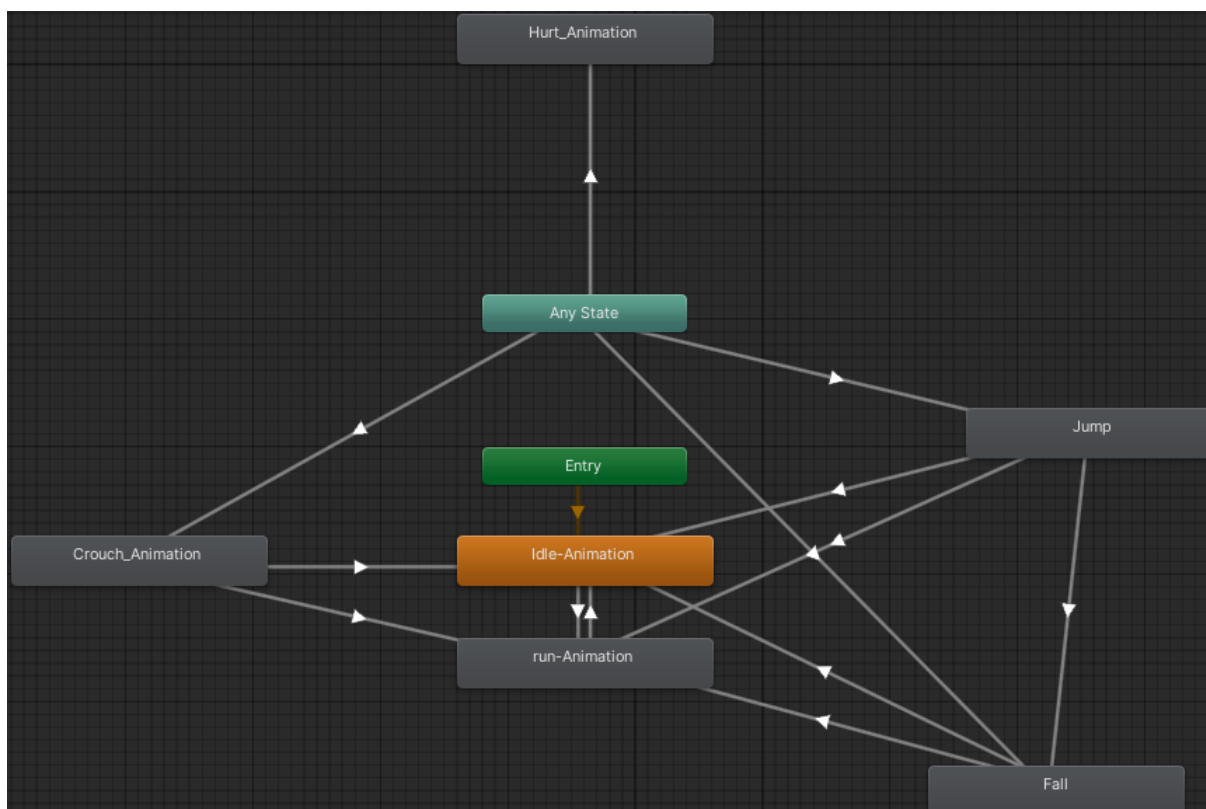 Hurt_Animation
Any State
Jump
Entry
Crouch_Animation
Idle-Animation
run-Animation
Fall